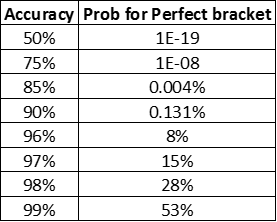 Accuracy Prob for Perfect bracket
50% 1E-19
75% 1E-08
85% 0.004%
90% 0.131%
96% 8%
97% 15%
98% 28%
99% 53%